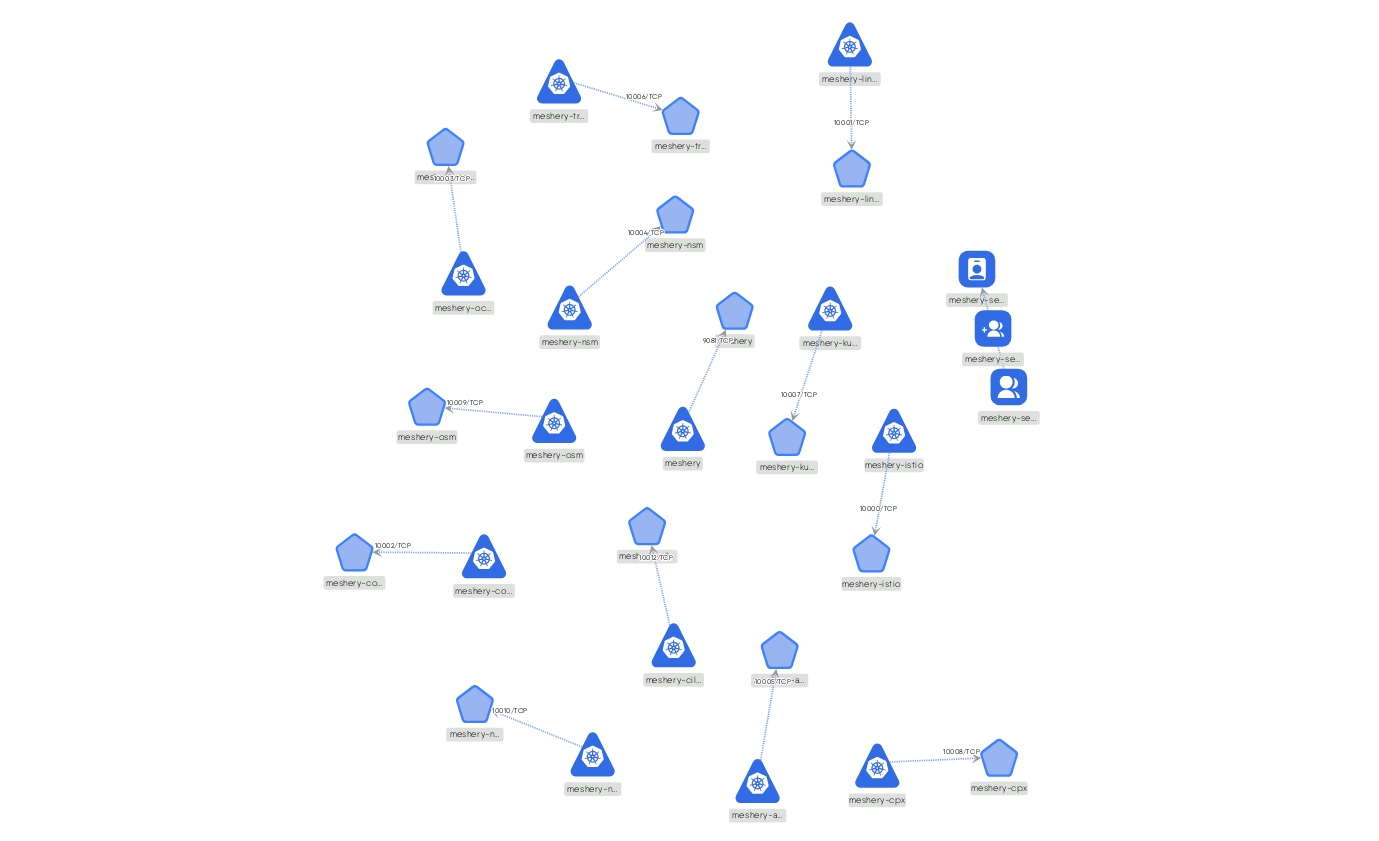 meshery-lin...
10001/TCP
meshery-lin...
meshery-tr...
10006/TCP
meshery-tr...
10003/TCP
meshery-oc...
10004/TCP
meshery-nsm
meshery-nsm
meshery-se...
meshery-se...
meshery-se...
9081/TCP
meshery
meshery-ku...
10007/TCP
meshery-ku...
10009/TCP
meshery-osm
meshery-osm
meshery-istio
10000/TCP
meshery-istio
10002/TCP
meshery-co...
meshery-co...
10012/TCP
meshery-cil...
10005/TCP
meshery-a...
10010/TCP
meshery-n...
meshery-n...
10008/TCP
meshery-cpx
meshery-cpx